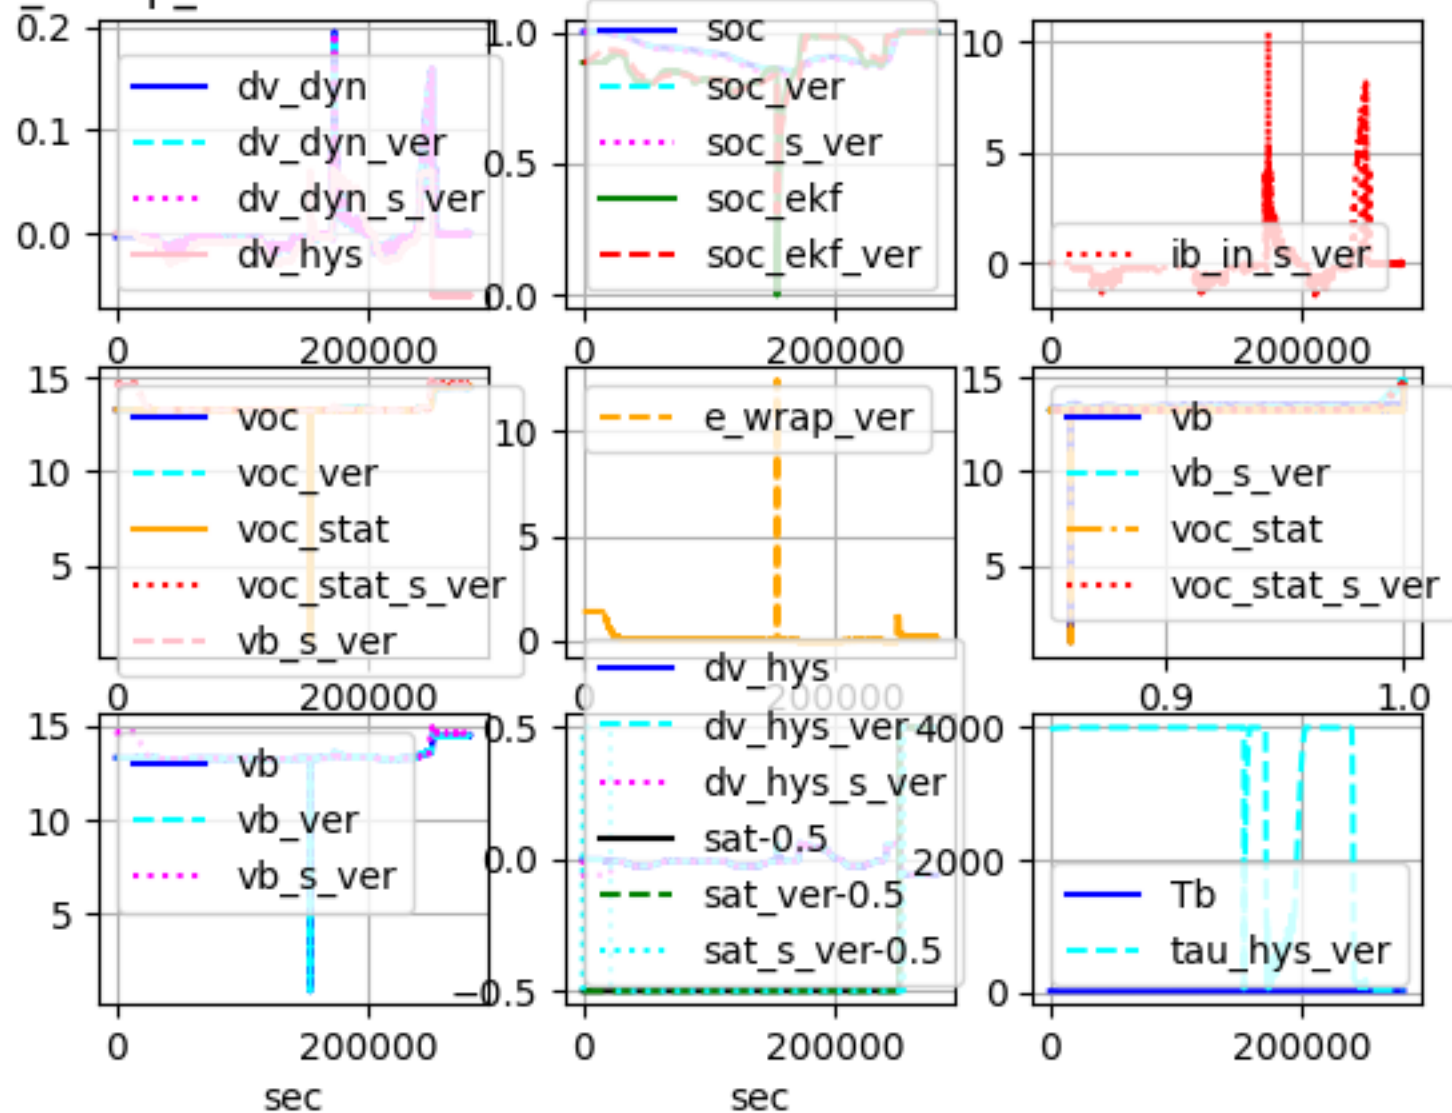 0.2
0.1
0.0
dv_dyn
dv_dyn_ver
dv_dyn_s_ver
dv_hys
0
200000
1.0
0.5
0.0
soc
soc_ver
soc_s_ver
soc_ekf
soc_ekf_ver
0
200000
10
5
0
ib_in_s_ver
0
200000
15
10
5
voc
voc_ver
voc_stat
voc_stat_s_ver
vb_s_ver
0
200000
10
5
0
e_wrap_ver
0
200000
15
10
5
vb
vb_s_ver
voc_stat
voc_stat_s_ver
0.9
1.0
15
10
5
vb
vb_ver
vb_s_ver
0
200000
sec
0.5
0.0
−0.5
dv_hys
dv_hys_ver
dv_hys_s_ver
sat-0.5
sat_ver-0.5
sat_s_ver-0.5
0
200000
sec
4000
2000
0
Tb
tau_hys_ver
0
200000